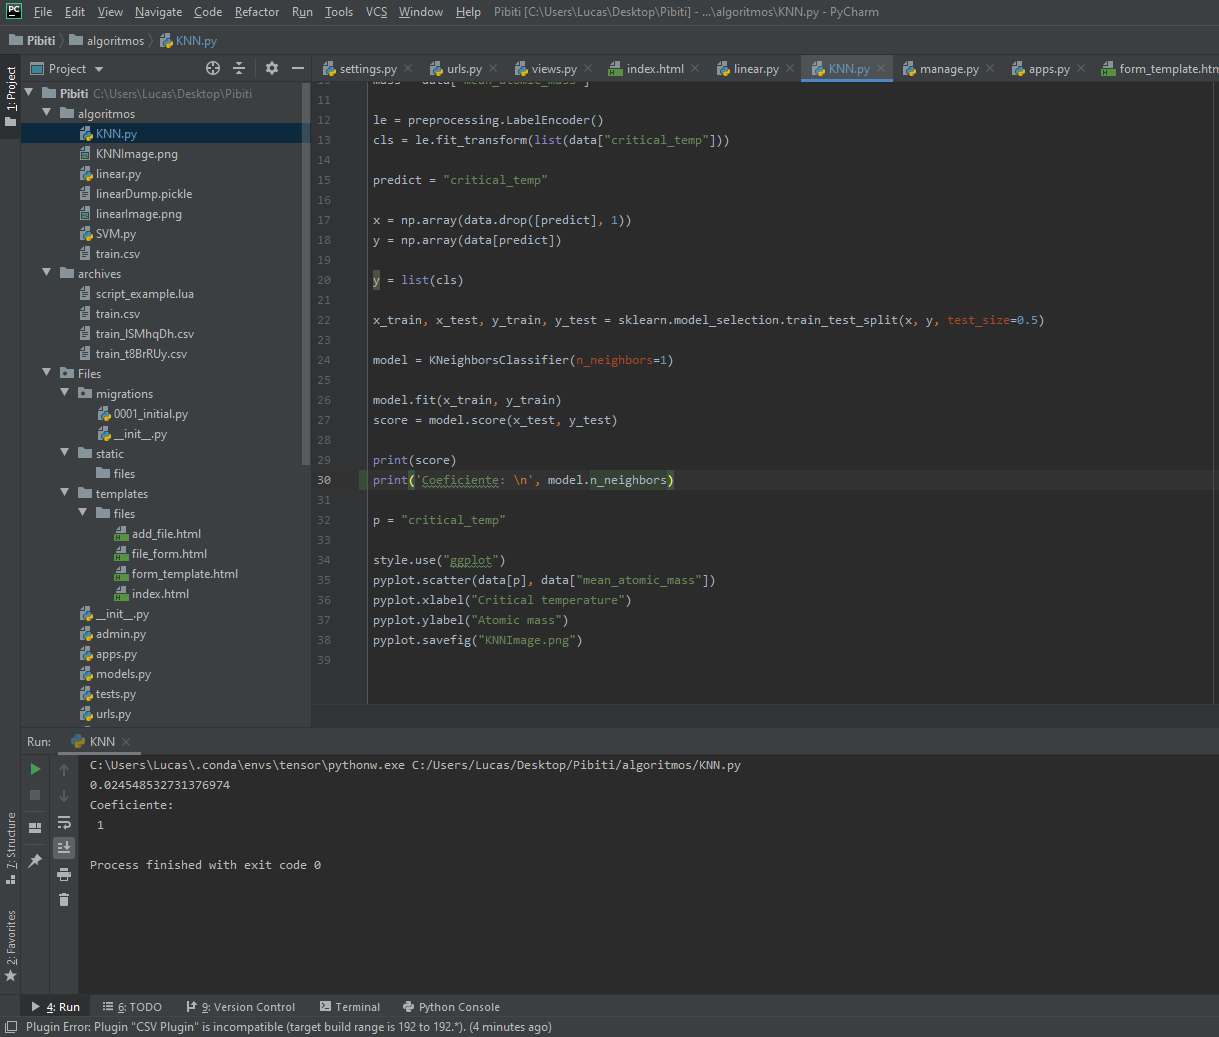 PC File Edit View Navigate Code Refactor Run Tools VCS Window Help Pibiti [C:\Users\Lucas\Desktop\Pibiti] - ...\algoritmos\KNN.py - PyCharm
Pibiti algoritmos KNN.py
Project settings.py urls.py views.py index.html linear.py KNN.py manage.py apps.py form_template.htm
1: Project
Pibiti C:\Users\Lucas\Desktop\Pibiti
algoritmos
KNN.py
KNNImage.png
linear.py
linearDump.pickle
linearImage.png
SVM.py
train.csv
archives
script_example.lua
train.csv
train_lSMhqDh.csv
train_t8BrRUy.csv
Files
migrations
0001_initial.py
__init__.py
static
files
templates
files
add_file.html
file_form.html
form_template.html
index.html
__init__.py
admin.py
apps.py
models.py
tests.py
urls.py
11
12 le = preprocessing.LabelEncoder()
13 cls = le.fit_transform(list(data["critical_temp"]))
14
15 predict = "critical_temp"
16
17 x = np.array(data.drop([predict], 1))
18 y = np.array(data[predict])
19
20 y = list(cls)
21
22 x_train, x_test, y_train, y_test = sklearn.model_selection.train_test_split(x, y, test_size=0.5)
23
24 model = KNeighborsClassifier(n_neighbors=1)
25
26 model.fit(x_train, y_train)
27 score = model.score(x_test, y_test)
28
29 print(score)
30 print('Coeficiente: \n', model.n_neighbors)
31
32 p = "critical_temp"
33
34 style.use("ggplot")
35 pyplot.scatter(data[p], data["mean_atomic_mass"])
36 pyplot.xlabel("Critical temperature")
37 pyplot.ylabel("Atomic mass")
38 pyplot.savefig("KNNImage.png")
39
Run: KNN
C:\Users\Lucas\.conda\envs\tensor\pythonw.exe C:/Users/Lucas/Desktop/Pibiti/algoritmos/KNN.py
0.024548532731376974
Coeficiente:
1
Process finished with exit code 0
7: Structure
2: Favorites
4: Run 6: TODO 9: Version Control Terminal Python Console
Plugin Error: Plugin "CSV Plugin" is incompatible (target build range is 192 to 192.*). (4 minutes ago)